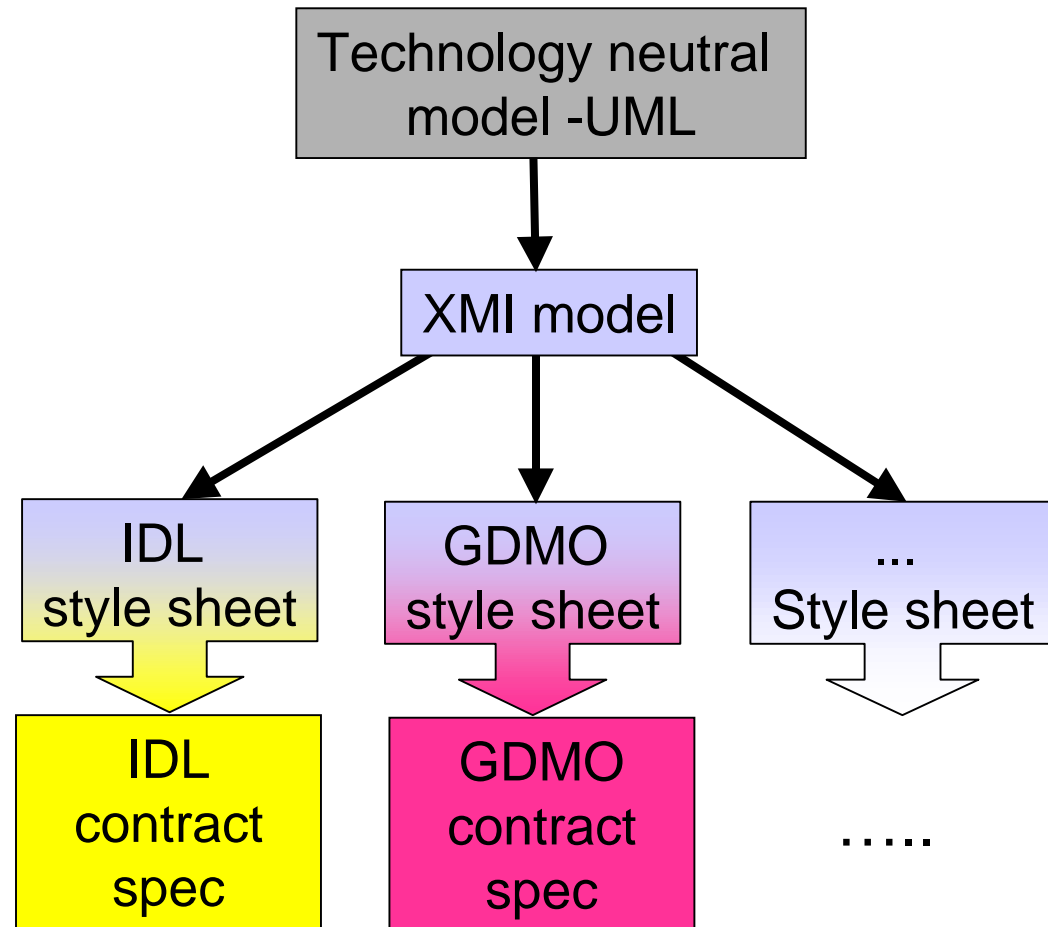 Technology neutral
model -UML
XMI model
IDL
style sheet
GDMO
style sheet
...
Style sheet
IDL
contract
spec
GDMO
contract
spec
…..